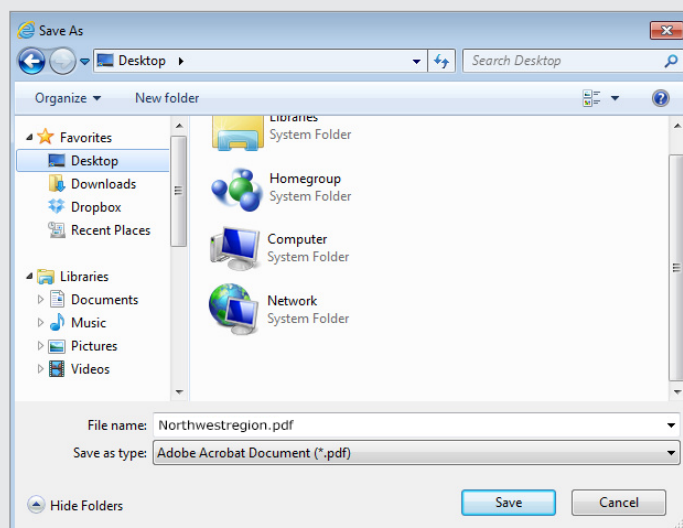 Save As
Desktop
Search Desktop
Organize
New folder
Favorites
Desktop
Downloads
Dropbox
Recent Places
Libraries
Documents
Music
Pictures
Videos
Libraries
System Folder
Homegroup
System Folder
Computer
System Folder
Network
System Folder
File name: Northwestregion.pdf
Save as type: Adobe Acrobat Document (*.pdf)
Hide Folders
Save
Cancel